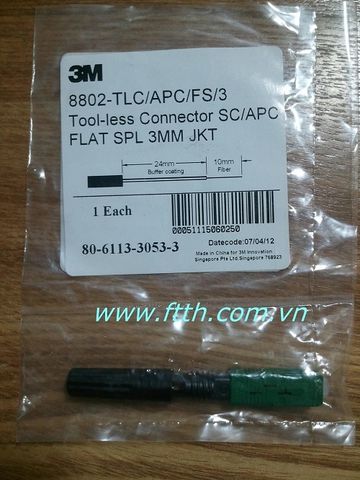 3M
8802-TLC/APC/FS/3
Tool-less Connector SC/APC
FLAT SPL 3MM JKT
24mm
10mm
Buffer coating
Fiber
1 Each
00051115060250
80-6113-3053-3
Datecode:07/04/12
Made in China for 3M Innovation
Singapore Pte Ltd.Singapore 768923
www.ftth.com.vn